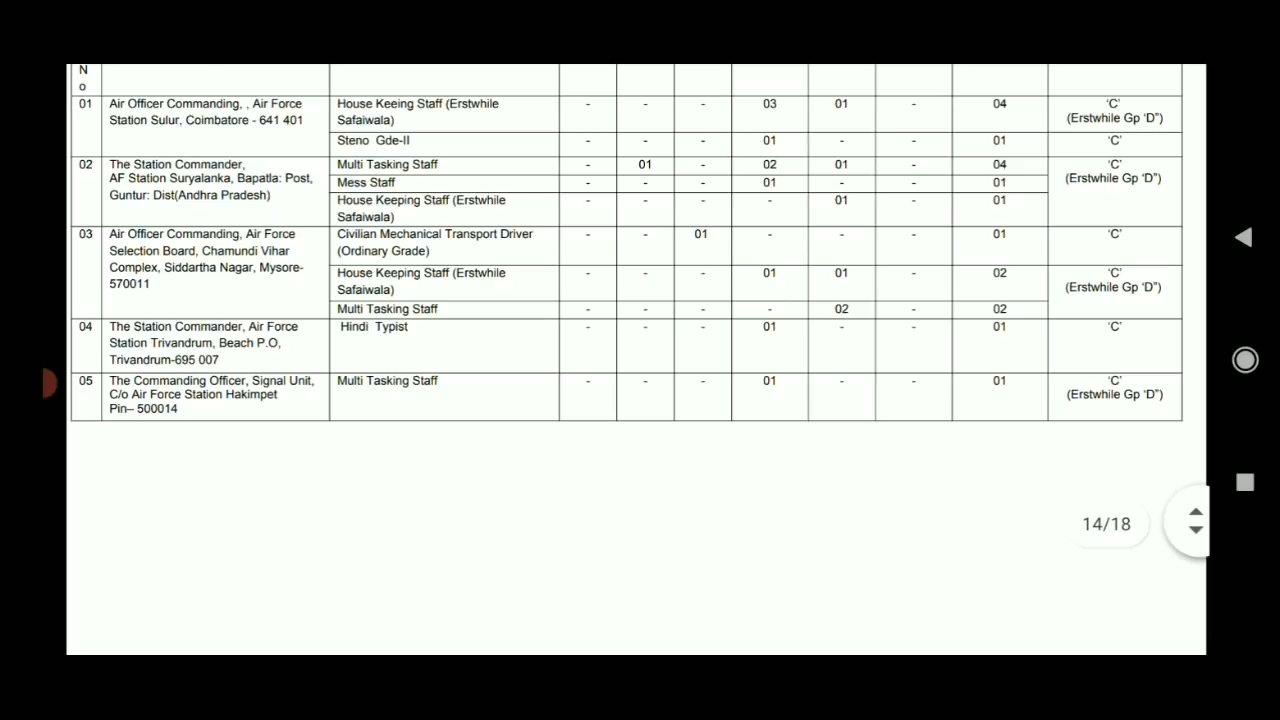 N
o
01 Air Officer Commanding, , Air Force House Keeing Staff (Erstwhile - - - 03 01 - 04 'C'
Station Sulur, Coimbatore - 641 401 Safaiwala) (Erstwhile Gp 'D")
Steno Gde-II - - - 01 - - 01 'C'
02 The Station Commander, Multi Tasking Staff - 01 - 02 01 - 04 'C'
AF Station Suryalanka, Bapatla: Post, Mess Staff - - - 01 - - 01 (Erstwhile Gp 'D")
Guntur: Dist(Andhra Pradesh) House Keeping Staff (Erstwhile - - - - 01 - 01
Safaiwala)
03 Air Officer Commanding, Air Force Civilian Mechanical Transport Driver - - 01 - - - 01 'C'
Selection Board, Chamundi Vihar (Ordinary Grade)
Complex, Siddartha Nagar, Mysore- House Keeping Staff (Erstwhile - - - 01 01 - 02 'C'
570011 Safaiwala) (Erstwhile Gp 'D")
Multi Tasking Staff - - - - 02 - 02
04 The Station Commander, Air Force Hindi Typist - - - 01 - - 01 'C'
Station Trivandrum, Beach P.O,
Trivandrum-695 007
05 The Commanding Officer, Signal Unit, Multi Tasking Staff - - - 01 - - 01 'C'
C/o Air Force Station Hakimpet (Erstwhile Gp 'D")
Pin– 500014
14/18